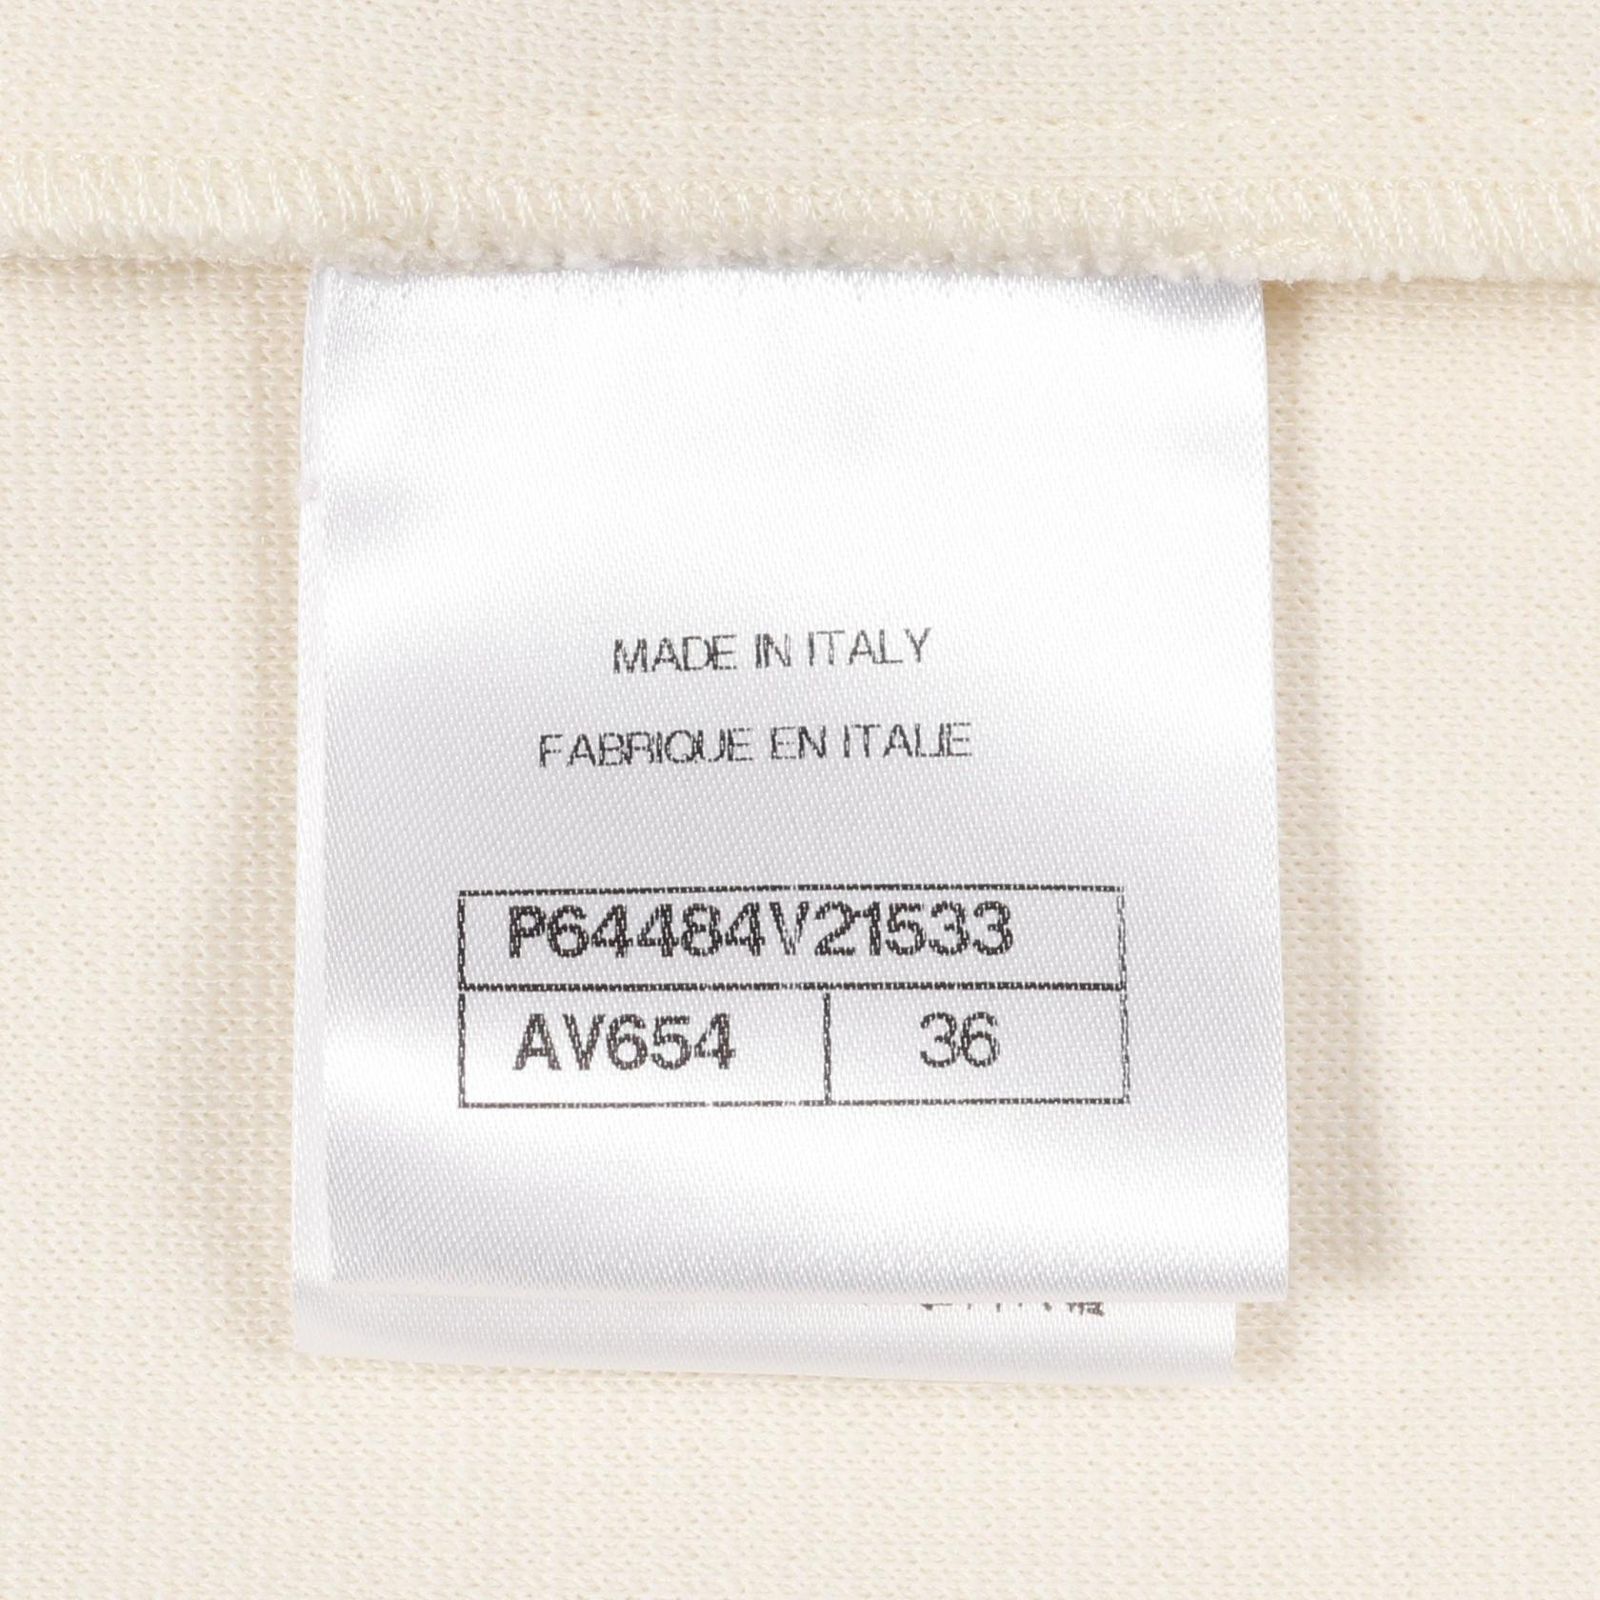 MADE IN ITALY
FABRIQUE EN ITALIE
P64484V21533
AV654 36